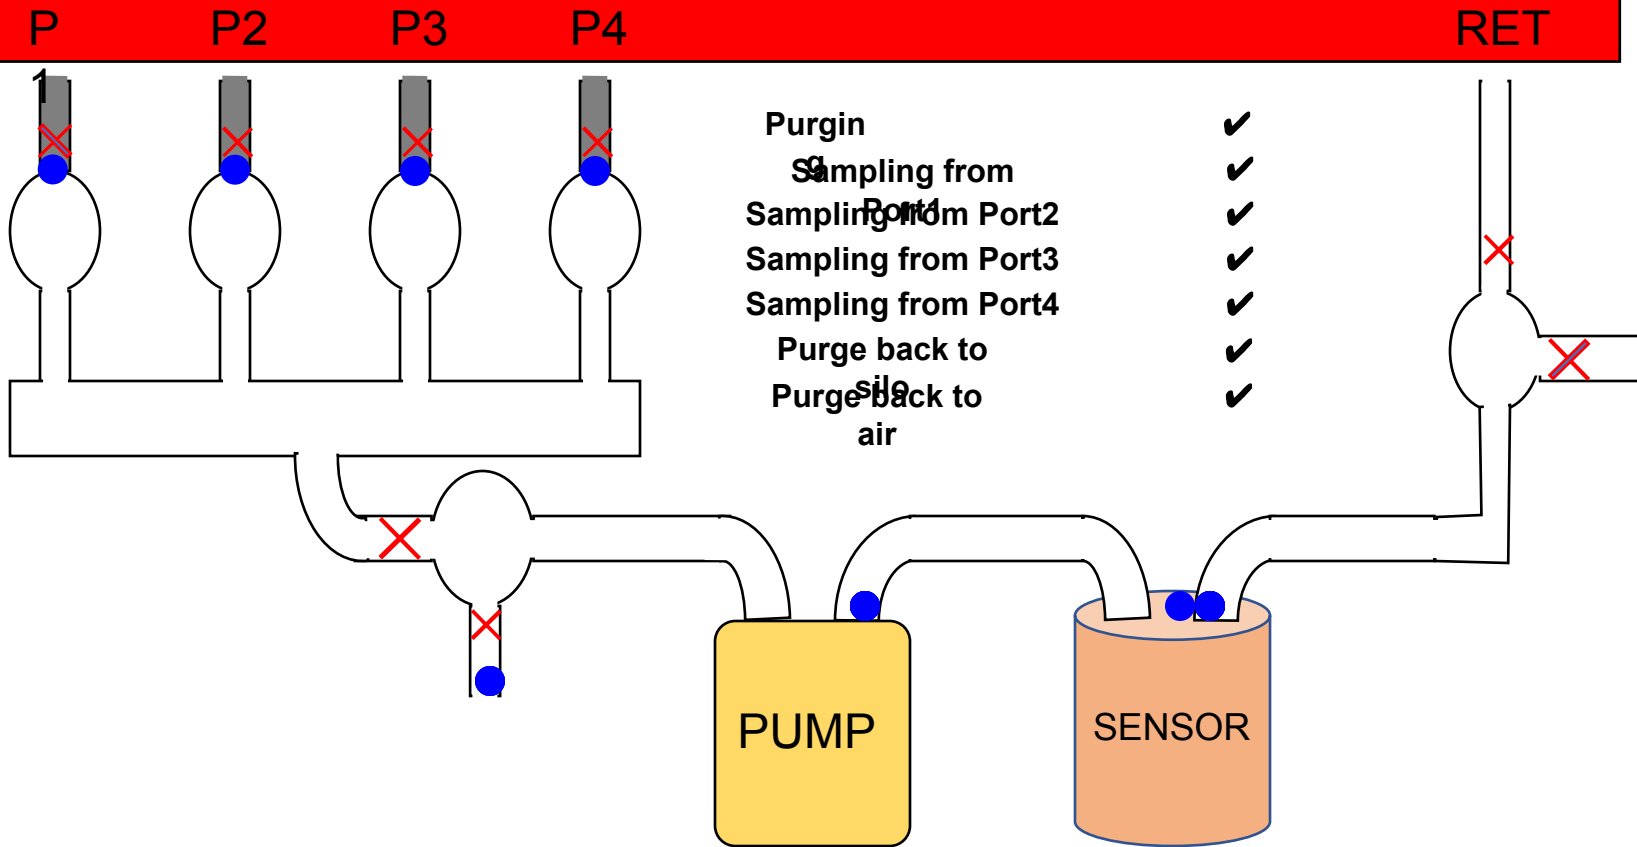 P
1
P2
P3
P4
RET
Purgin
g
✔
Sampling from
Port1
✔
Sampling from Port2
✔
Sampling from Port3
✔
Sampling from Port4
✔
Purge back to
silo
✔
Purge back to
air
✔
PUMP
SENSOR